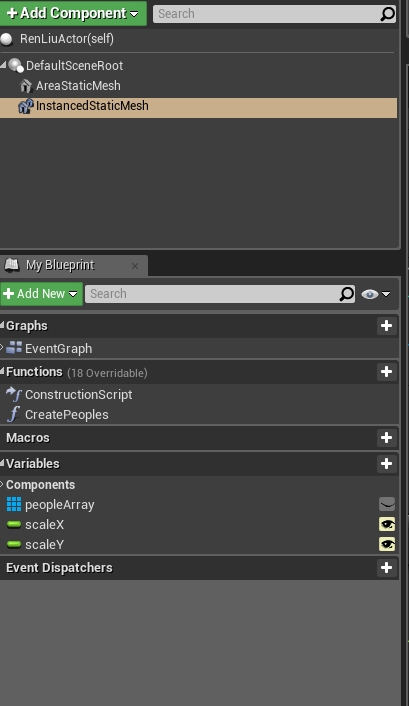 + Add Component
Search
RenLiuActor(self)
DefaultSceneRoot
AreaStaticMesh
InstancedStaticMesh
My Blueprint
+ Add New
Search
Graphs
EventGraph
Functions (18 Overridable)
ConstructionScript
CreatePeoples
Macros
Variables
Components
peopleArray
scaleX
scaleY
Event Dispatchers